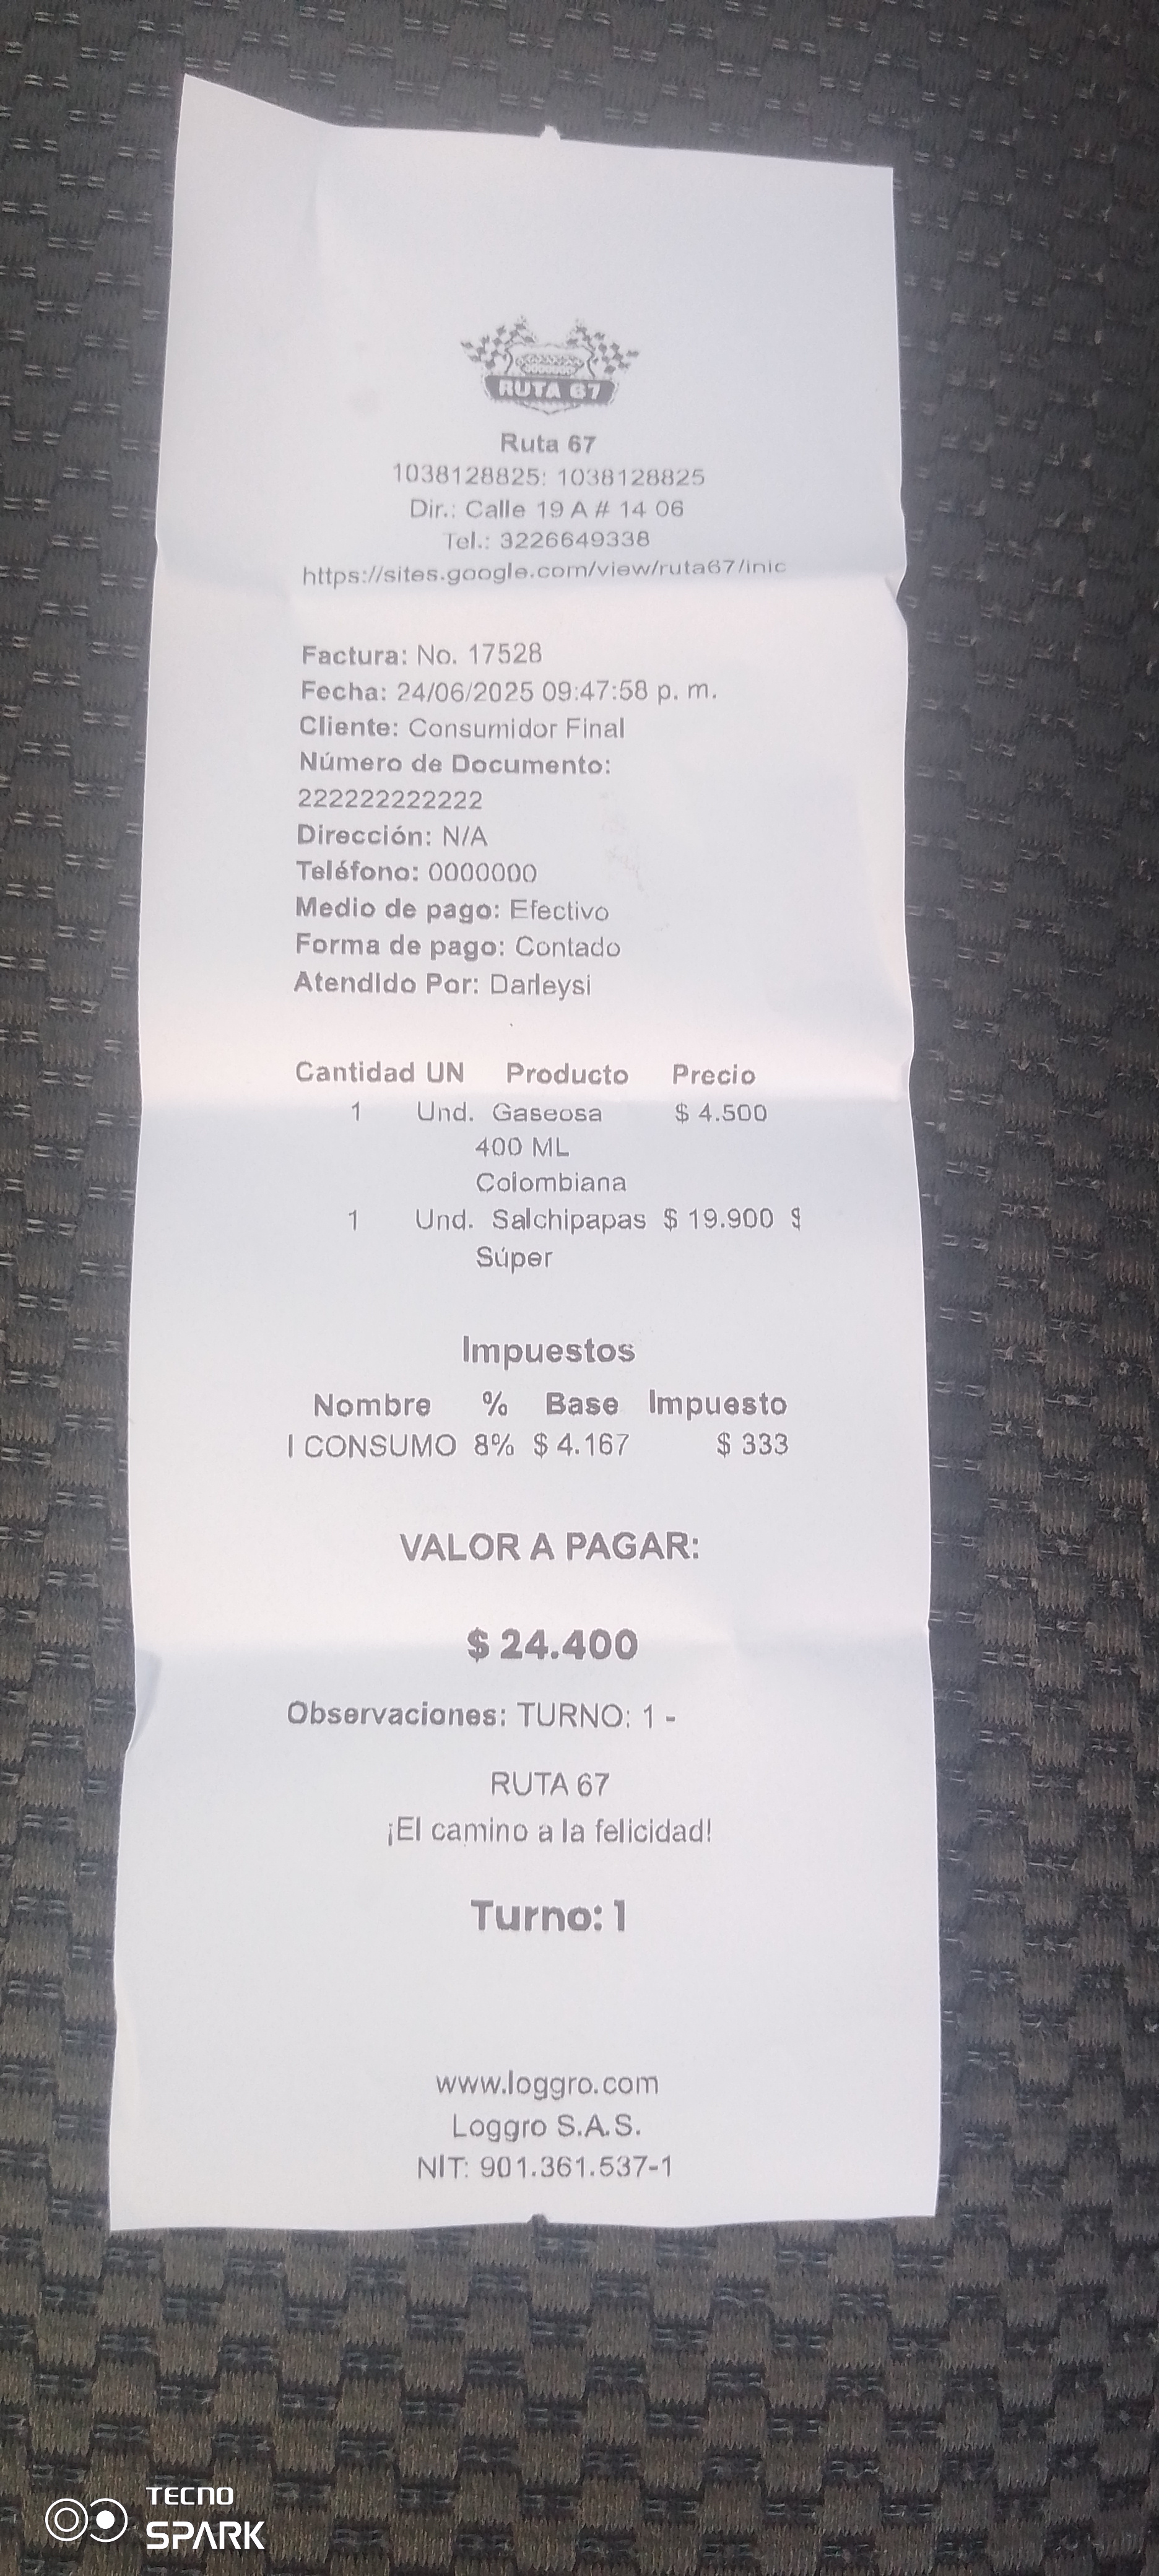 RUTA 67
Ruta 67
1038128825: 1038128825
Dir.: Calle 19 A # 14 06
Tel.: 3226649338
https://sites.google.com/view/ruta67/inic
Factura: No. 17528
Fecha: 24/06/2025 09:47:58 p. m.
Cliente: Consumidor Final
Número de Documento:
222222222222
Dirección: N/A
Teléfono: 0000000
Medio de pago: Efectivo
Forma de pago: Contado
Atendido Por: Darleysi
Cantidad UN Producto Precio
1 Und. Gaseosa $ 4.500
400 ML
Colombiana
1 Und. Salchipapas $ 19.900 $
Súper
Impuestos
Nombre % Base Impuesto
I CONSUMO 8% $ 4.167 $ 333
VALOR A PAGAR:
$ 24.400
Observaciones: TURNO: 1 -
RUTA 67
¡El camino a la felicidad!
Turno: 1
www.loggro.com
Loggro S.A.S.
NIT: 901.361.537-1
TECNO
SPARK